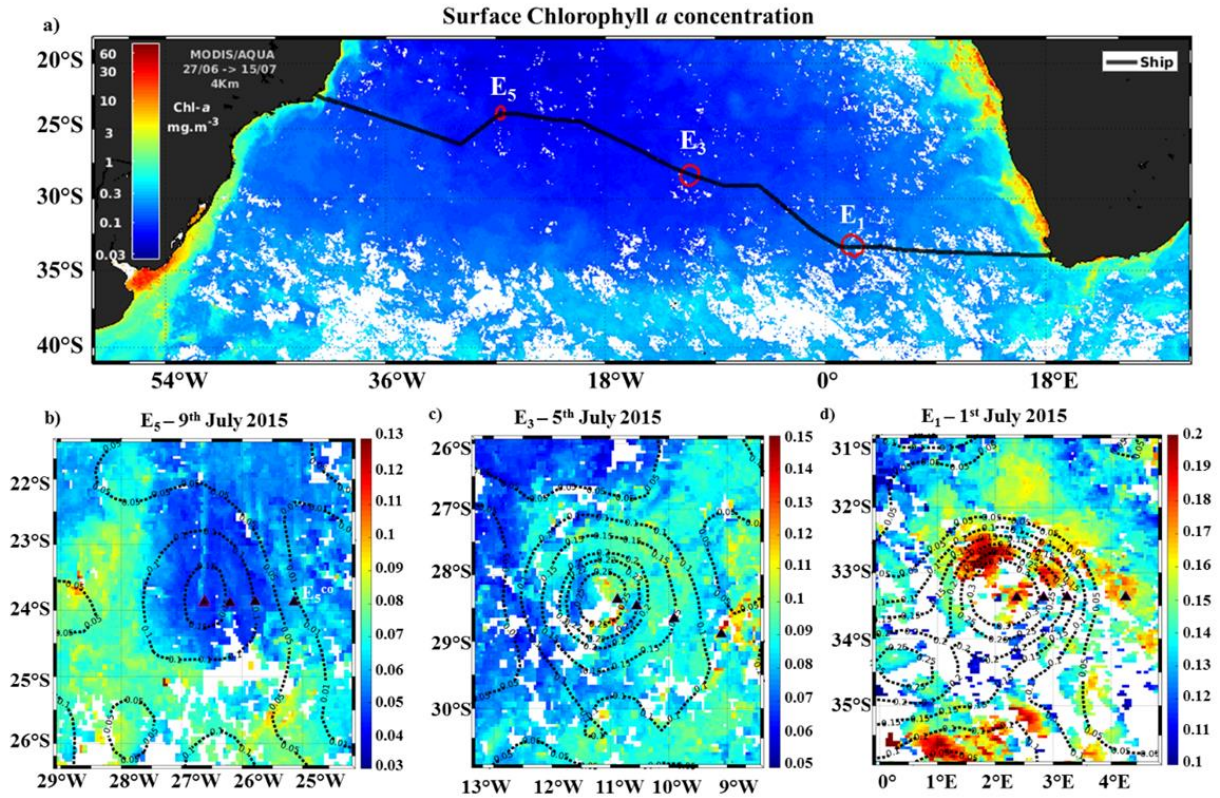 Surface Chlorophyll a concentration
a)
MODIS/AQUA
27/06 -> 15/07
4Km
Chl-a
mg.m-3
60
30
10
3
1
0.3
0.1
0.03
Ship
E5
E3
E1
20°S
25°S
30°S
35°S
40°S
54°W
36°W
18°W
0°
18°E
b)
E5 – 9th July 2015
22°S
23°S
24°S
25°S
26°S
29°W
28°W
27°W
26°W
25°W
E5co
0.13
0.12
0.11
0.10
0.09
0.08
0.07
0.06
0.05
0.04
0.03
c)
E3 – 5th July 2015
26°S
27°S
28°S
29°S
30°S
13°W
12°W
11°W
10°W
9°W
0.15
0.14
0.13
0.12
0.11
0.1
0.09
0.08
0.07
0.06
0.05
d)
E1 – 1st July 2015
31°S
32°S
33°S
34°S
35°S
0°
1°E
2°E
3°E
4°E
0.2
0.19
0.18
0.17
0.16
0.15
0.14
0.13
0.12
0.11
0.1